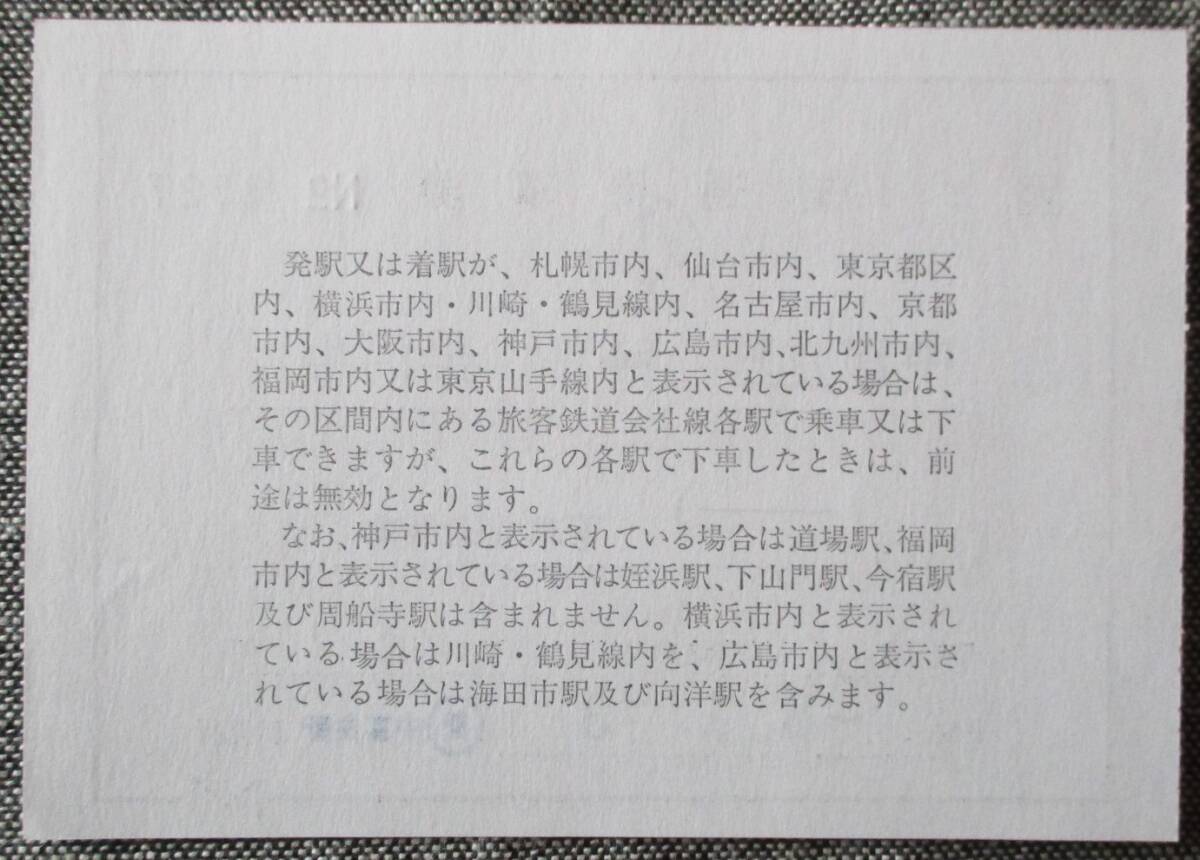 発駅又は着駅が、札幌市内、仙台市内、東京都区
内、横浜市内・川崎・鶴見線内、名古屋市内、京都
市内、大阪市内、神戸市内、広島市内、北九州市内、
福岡市内又は東京山手線内と表示されている場合は、
その区間内にある旅客鉄道会社線各駅で乗車又は下
車できますが、これらの各駅で下車したときは、前
途は無効となります。
なお、神戸市内と表示されている場合は道場駅、福岡
市内と表示されている場合は姪浜駅、下山門駅、今宿駅
及び周船寺駅は含まれません。横浜市内と表示され
ている場合は川崎・鶴見線内を、広島市内と表示さ
れている場合は海田市駅及び向洋駅を含みます。